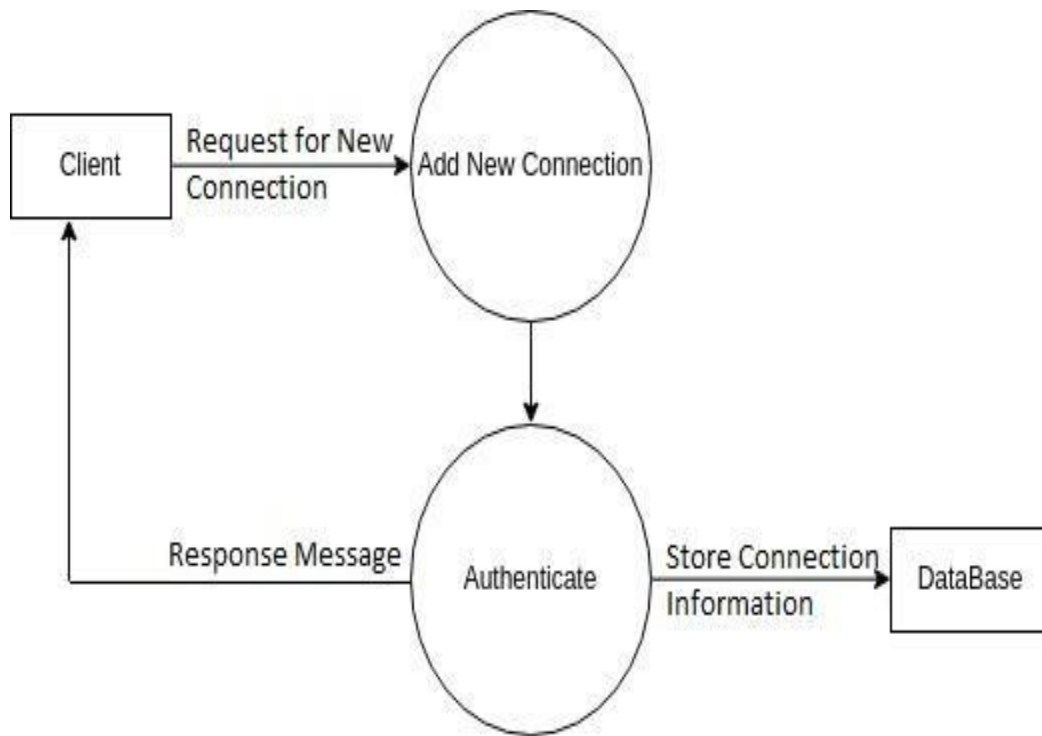 Client
Request for New
Connection
Add New Connection
Response Message
Authenticate
Store Connection
Information
DataBase